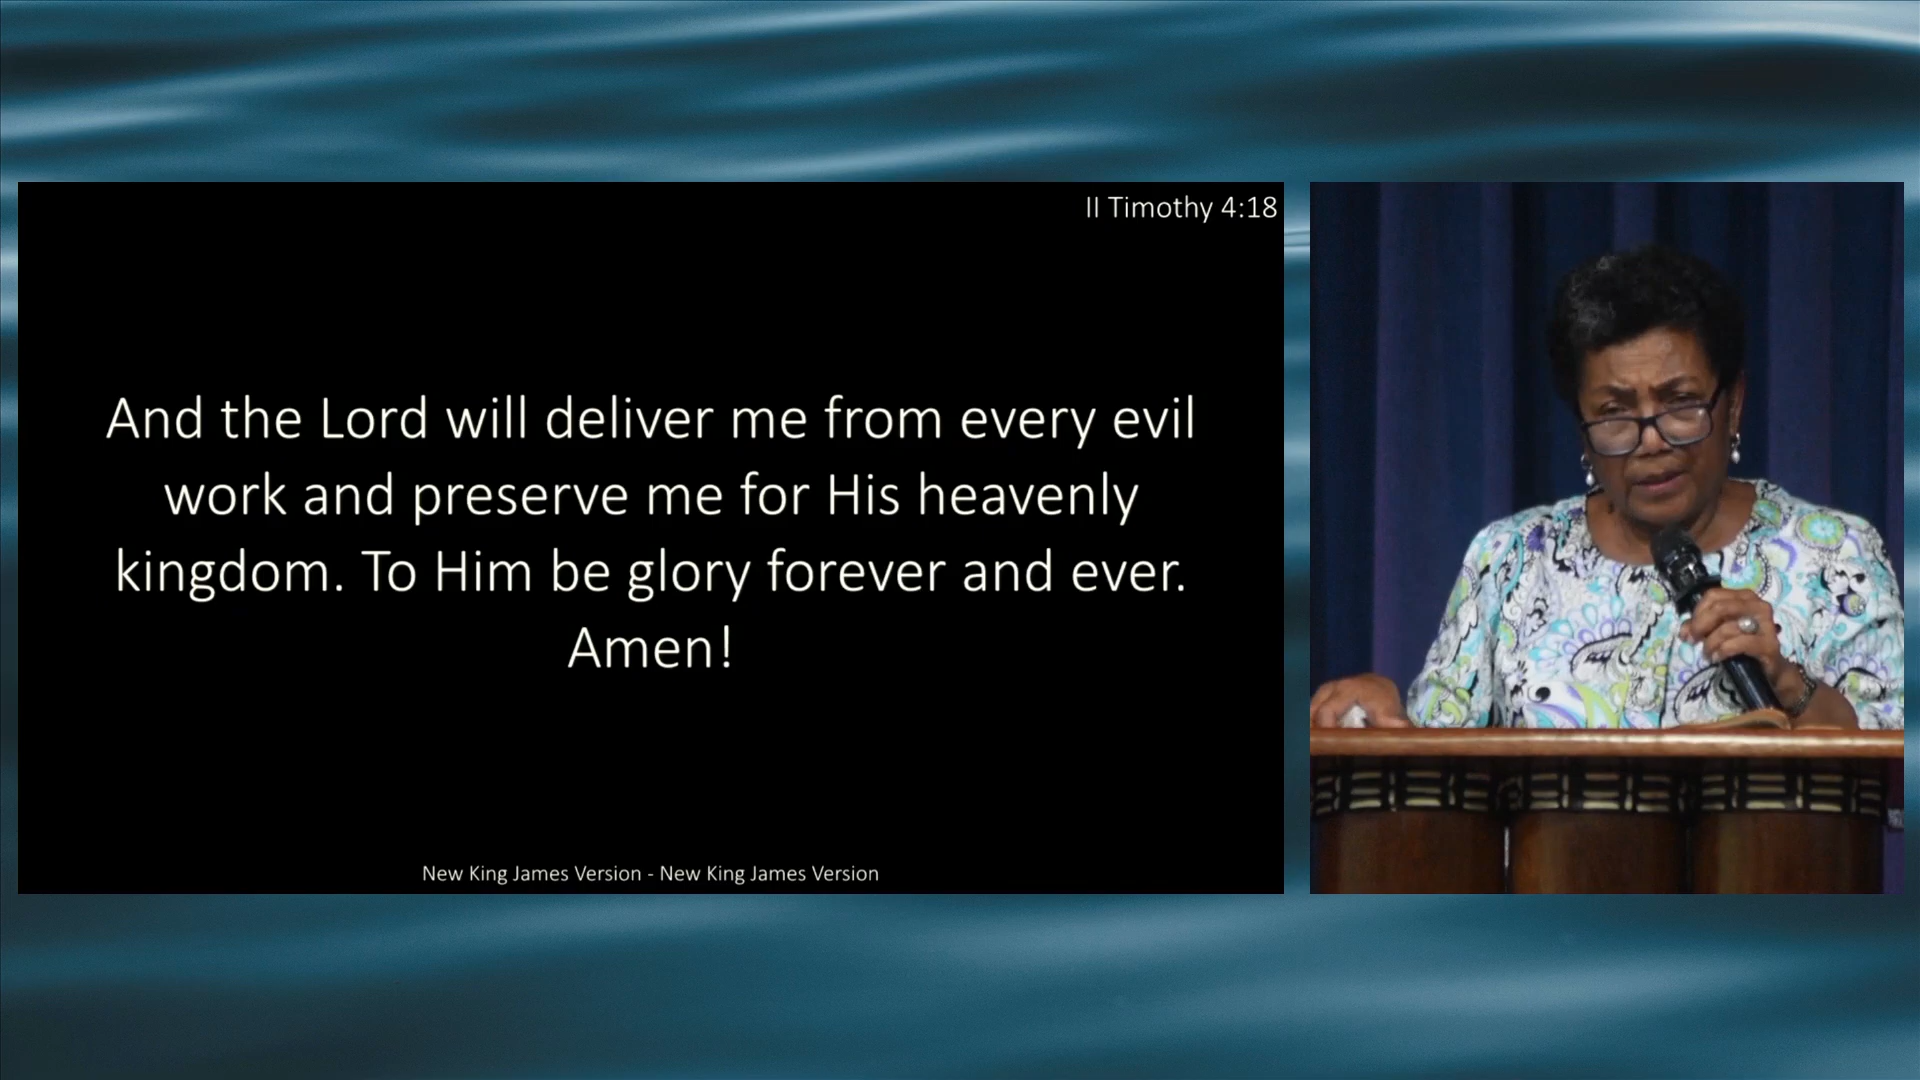 II Timothy 4:18
And the Lord will deliver me from every evil
work and preserve me for His heavenly
kingdom. To Him be glory forever and ever.
Amen!
New King James Version - New King James Version